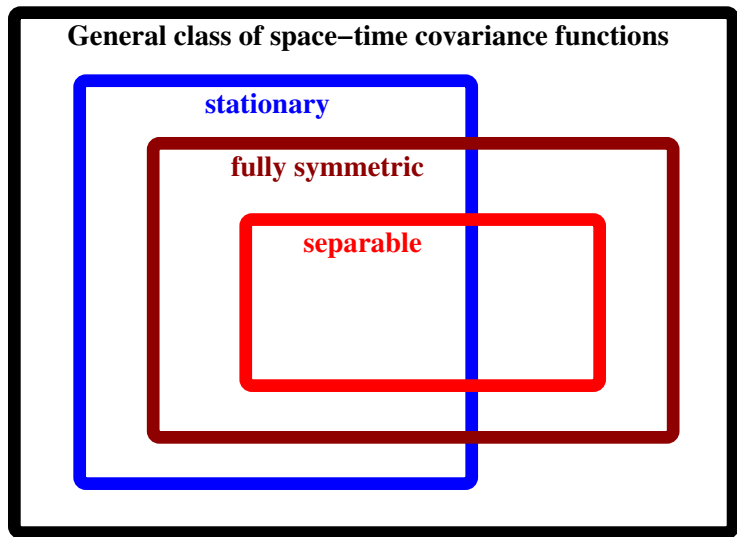 General class of space−time covariance functions
stationary
fully symmetric
separable